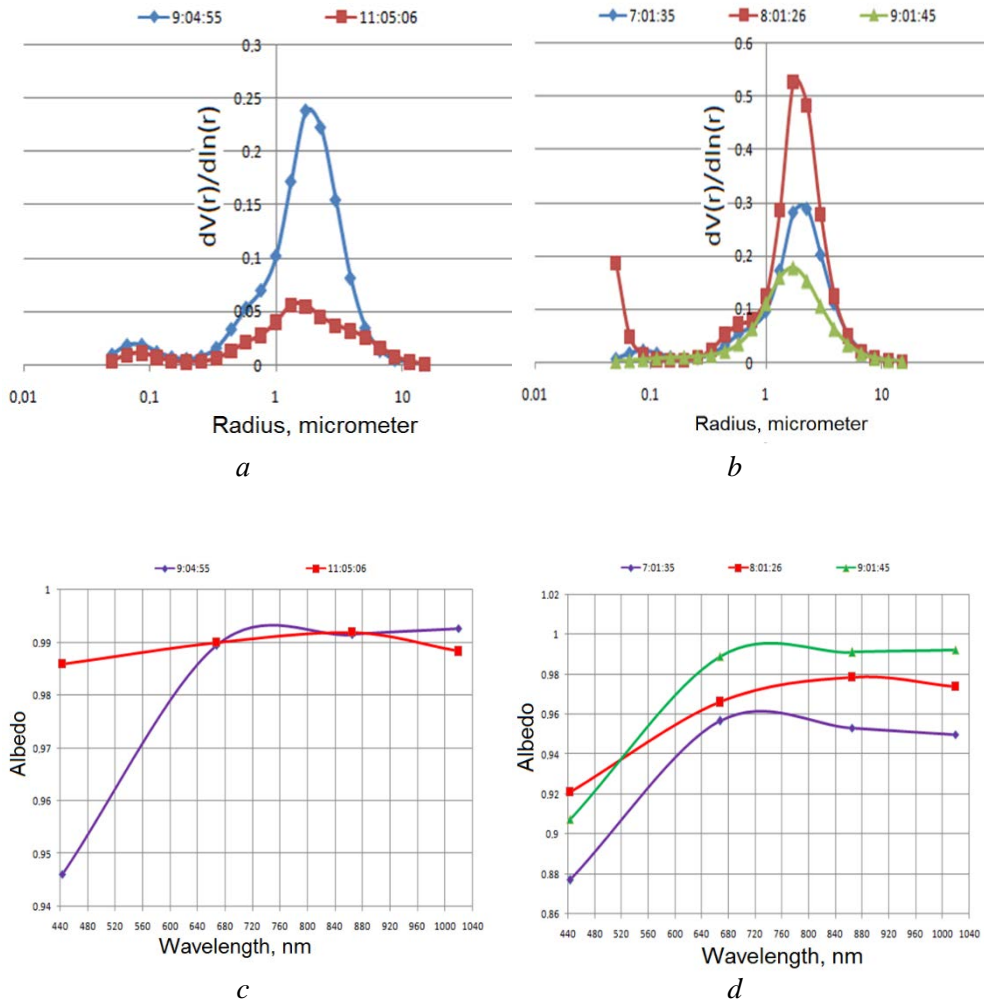 9:04:55 11:05:06
0.3
0.25
0.2
0.15
0.1
0.05
0
dV(r)/dln(r)
0,01 0,1 1 10
Radius, micrometer
a
7:01:35 8:01:26 9:01:45
0.6
0.5
0.4
0.3
0.2
0.1
0
dV(r)/dln(r)
0,01 0.1 1 10
Radius, micrometer
b
9:04:55 11:05:06
1
0.99
0.98
0.97
0.96
0.95
0.94
Albedo
440 480 520 560 600 640 680 720 760 800 840 880 920 960 1000 1040
Wavelength, nm
c
7:01:35 8:01:26 9:01:45
1.02
1
0.98
0.96
0.94
0.92
0.9
0.88
0.86
Albedo
440 480 520 560 600 640 680 720 760 800 840 880 920 960 1000 1040
Wavelength, nm
d